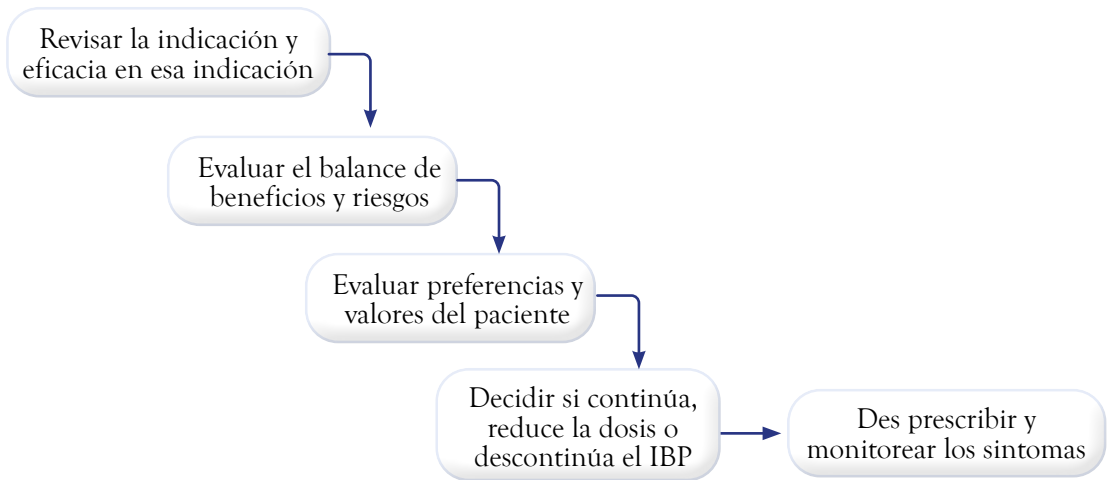 Revisar la indicación y
eficacia en esa indicación
Evaluar el balance de
beneficios y riesgos
Evaluar preferencias y
valores del paciente
Decidir si continúa,
reduce la dosis o
descontinúa el IBP
Des prescribir y
monitorear los sintomas